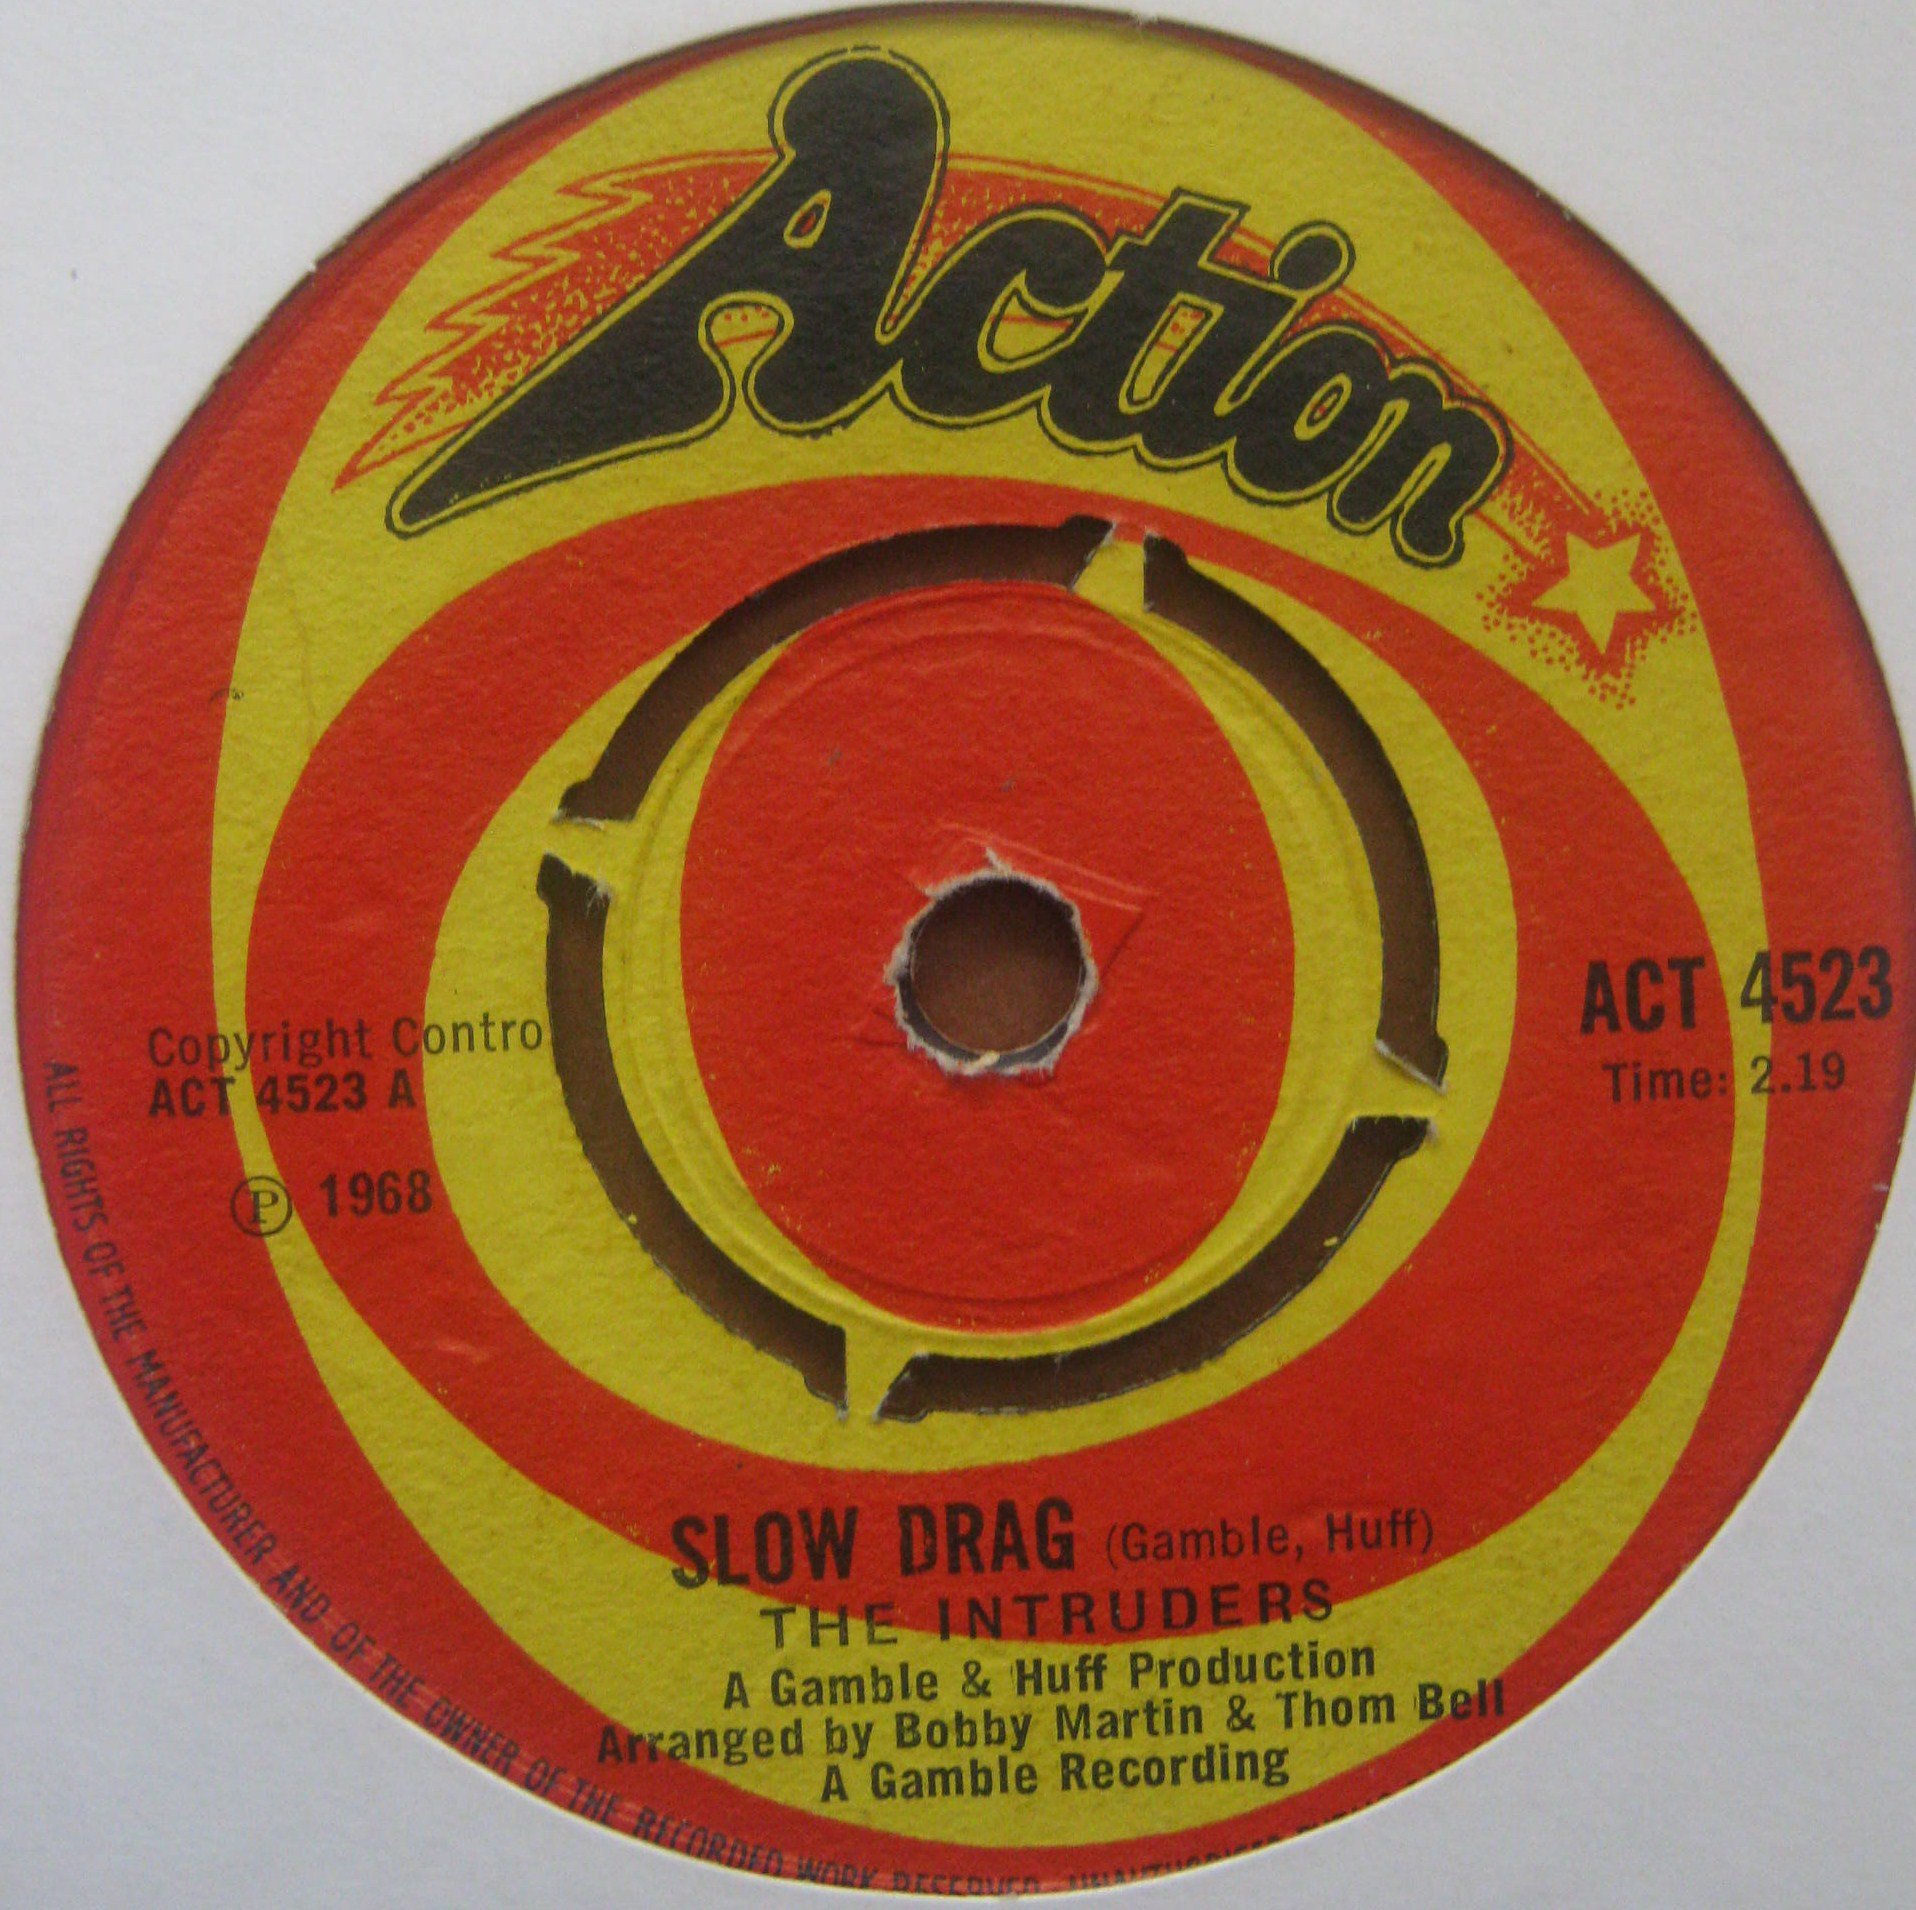 Action
ACT 4523
Time: 2.19
Copyright Contro
ACT 4523 A
Ⓟ 1968
SLOW DRAG (Gamble, Huff)
THE INTRUDERS
A Gamble & Huff Production
Arranged by Bobby Martin & Thom Bell
A Gamble Recording
ALL RIGHTS OF THE MANUFACTURER AND OF THE OWNER OF THE RECORDED WORK RESERVED